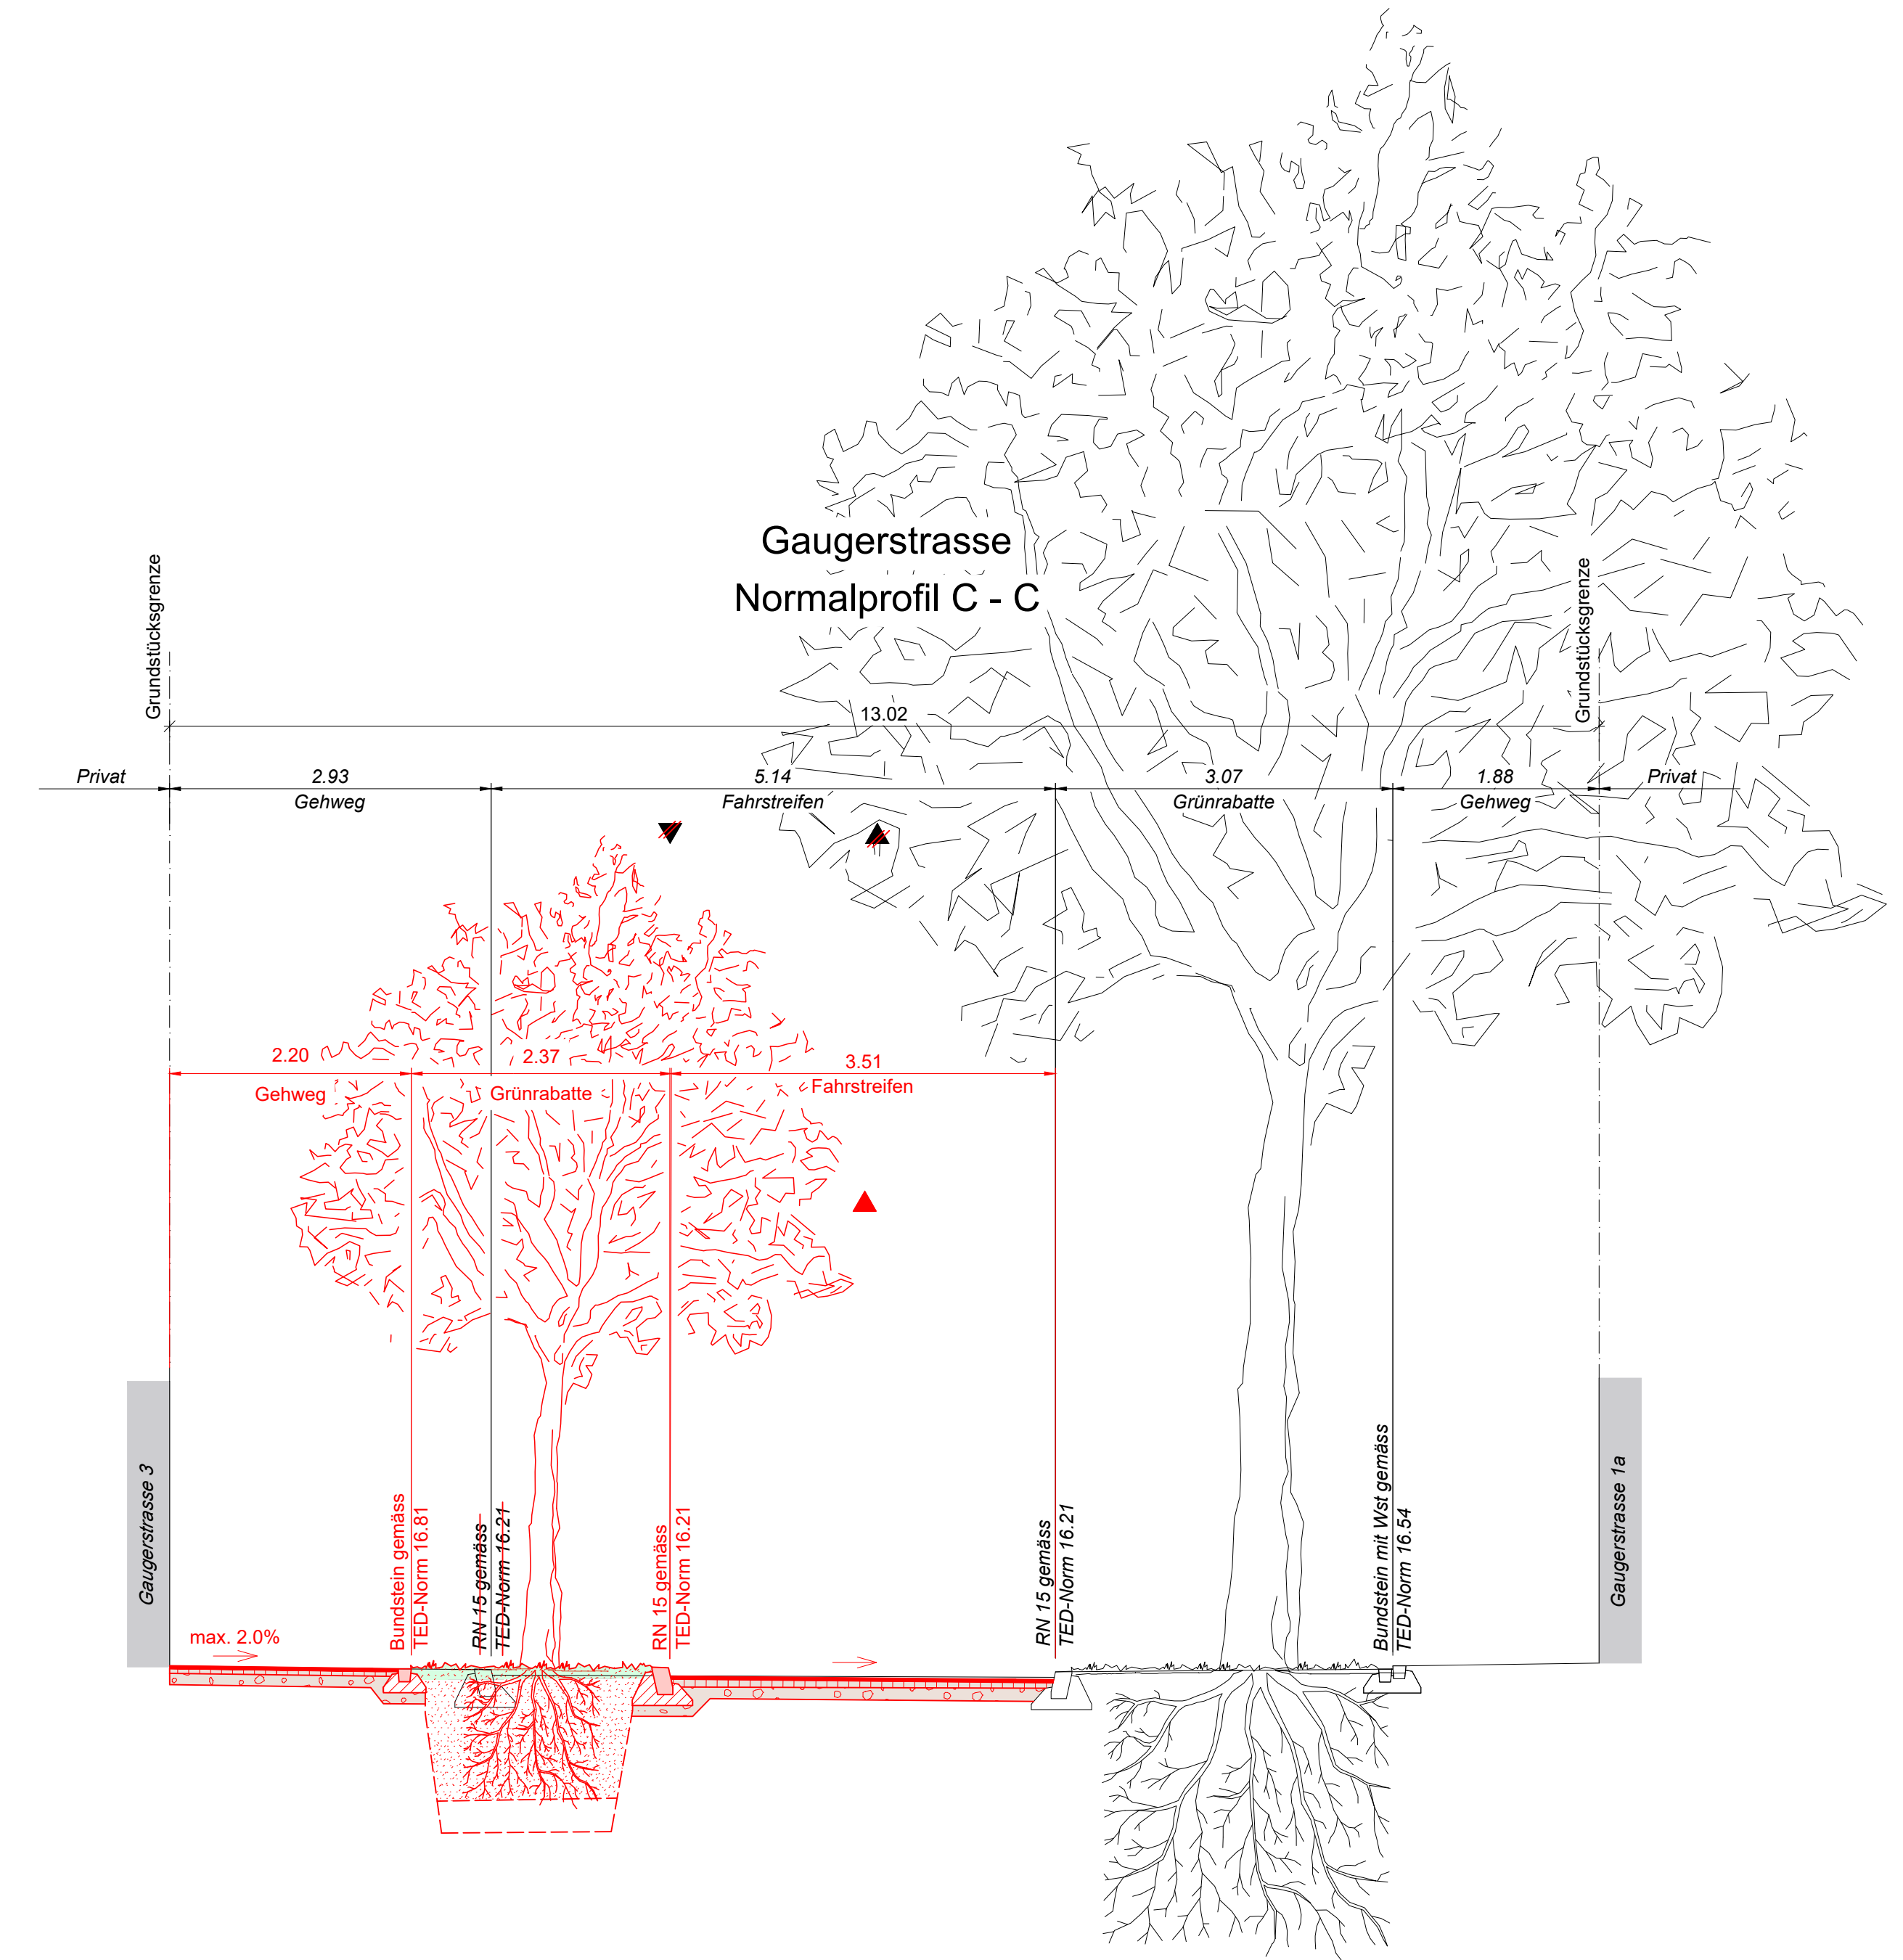 Gaugerstrasse
Normalprofil C - C
Grundstücksgrenze
Grundstücksgrenze
13.02
Privat
2.93
Gehweg
5.14
Fahrstreifen
3.07
Grünrabatte
1.88
Gehweg
Privat
2.20
Gehweg
2.37
Grünrabatte
3.51
Fahrstreifen
Gaugerstrasse 3
Bundstein gemäss
TED-Norm 16.81
RN 15 gemäss
TED-Norm 16.21
RN 15 gemäss
TED-Norm 16.21
RN 15 gemäss
TED-Norm 16.21
Bundstein mit Wst gemäss
TED-Norm 16.54
Gaugerstrasse 1a
max. 2.0%